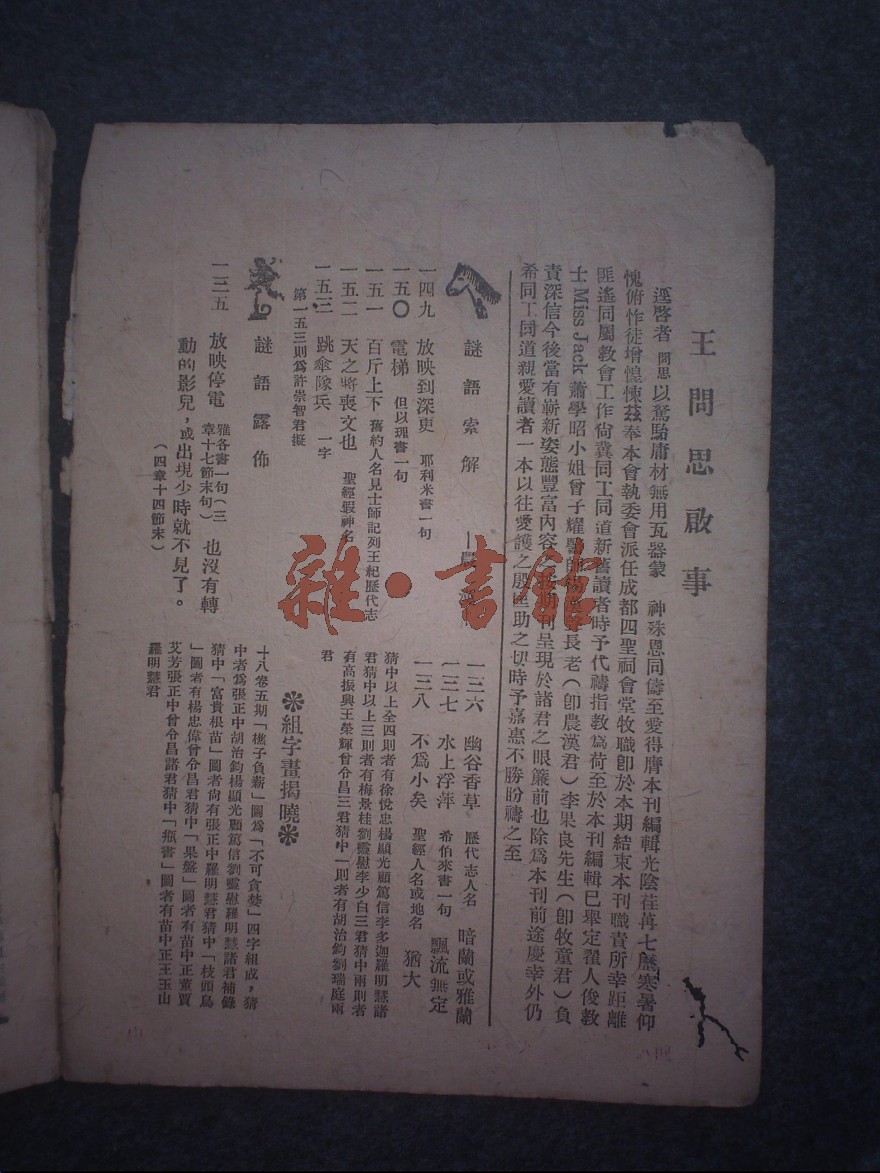 王問思啟事
逕啓者 問思 以駑駘庸材無用瓦器蒙 神殊恩同儔至愛得膺本刊編輯光陰荏苒七歷寒暑仰
愧俯怍徒增惶悚茲奉本會執委會派任成都四聖祠會堂牧職卽於本期結束本刊職責所幸距離
匪遙同屬教會工作尙冀同工同道新舊讀者時予代禱指教爲荷至於本刊編輯已舉定畱人俊教
士 Miss Jack 蕭學昭小姐曾子耀醫師楊 長老(卽農漢君)李果良先生(卽牧童君)負
責深信今後當有嶄新姿態豐富內容之 刊呈現於諸君之眼簾前也除爲本刊前途慶幸外仍
希同工同道親愛讀者一本以往愛護之殷匡助之切時予嘉惠不勝盼禱之至
謎語索解
一四九 放映到深更 耶利米書一句
一五〇 電梯 但以理書一句
一五一 百斤上下 舊約人名見士師記列王紀歷代志
一五二 天之將喪文也 聖經假神名
一五三 跳傘隊兵 一字
第一五三則爲許崇智君擬
謎語露佈
一三五 放映停電 雅各書一句(三章十七節末句) 也沒有轉
動的影兒,或出現少時就不見了。
(四章十四節末)
一三六 幽谷香草 歷代志人名 暗蘭或雅蘭
一三七 水上浮萍 希伯來書一句 飄流無定
一三八 不爲小矣 聖經人名或地名 猶大
猜中以上全四則者有徐悅忠楊顯光顧篤信李多迦羅明慧諸
君猜中以上三則者有梅景桂劉靈慰李少白三君猜中兩則者
有高振興王榮輝曾令昌三君猜中一則者有胡治鈞劉瑞庭兩
君
組字畫揭曉
十八卷五期「樵子負薪」圖爲「不可貪婪」四字組成,猜
中者爲張正中胡治鈞楊顯光顧篤信劉靈慰羅明慧諸君補錄
猜中「富貴根苗」圖者尙有張正中羅明慧君猜中「枝頭鳥
」圖者有楊忠偉曾令昌君猜中「果盤」圖者有苗中正董賈
艾芳張正中曾令昌諸君猜中「瓶書」圖者有苗中正王玉山
羅明慧君
雜·書館